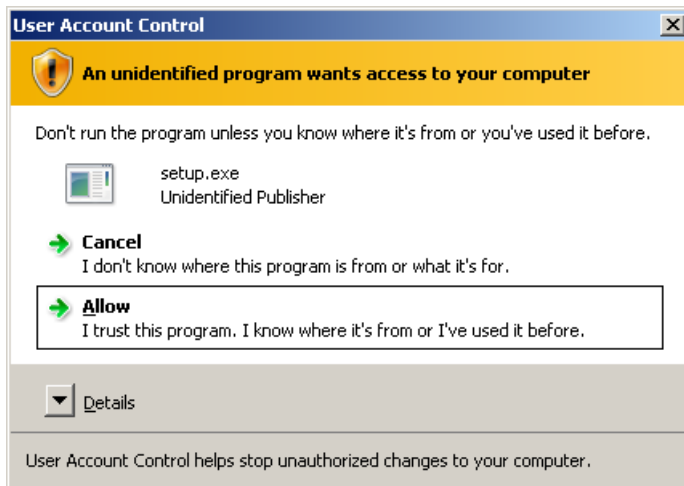 User Account Control
An unidentified program wants access to your computer
Don't run the program unless you know where it's from or you've used it before.
setup.exe
Unidentified Publisher
Cancel
I don't know where this program is from or what it's for.
Allow
I trust this program. I know where it's from or I've used it before.
Details
User Account Control helps stop unauthorized changes to your computer.